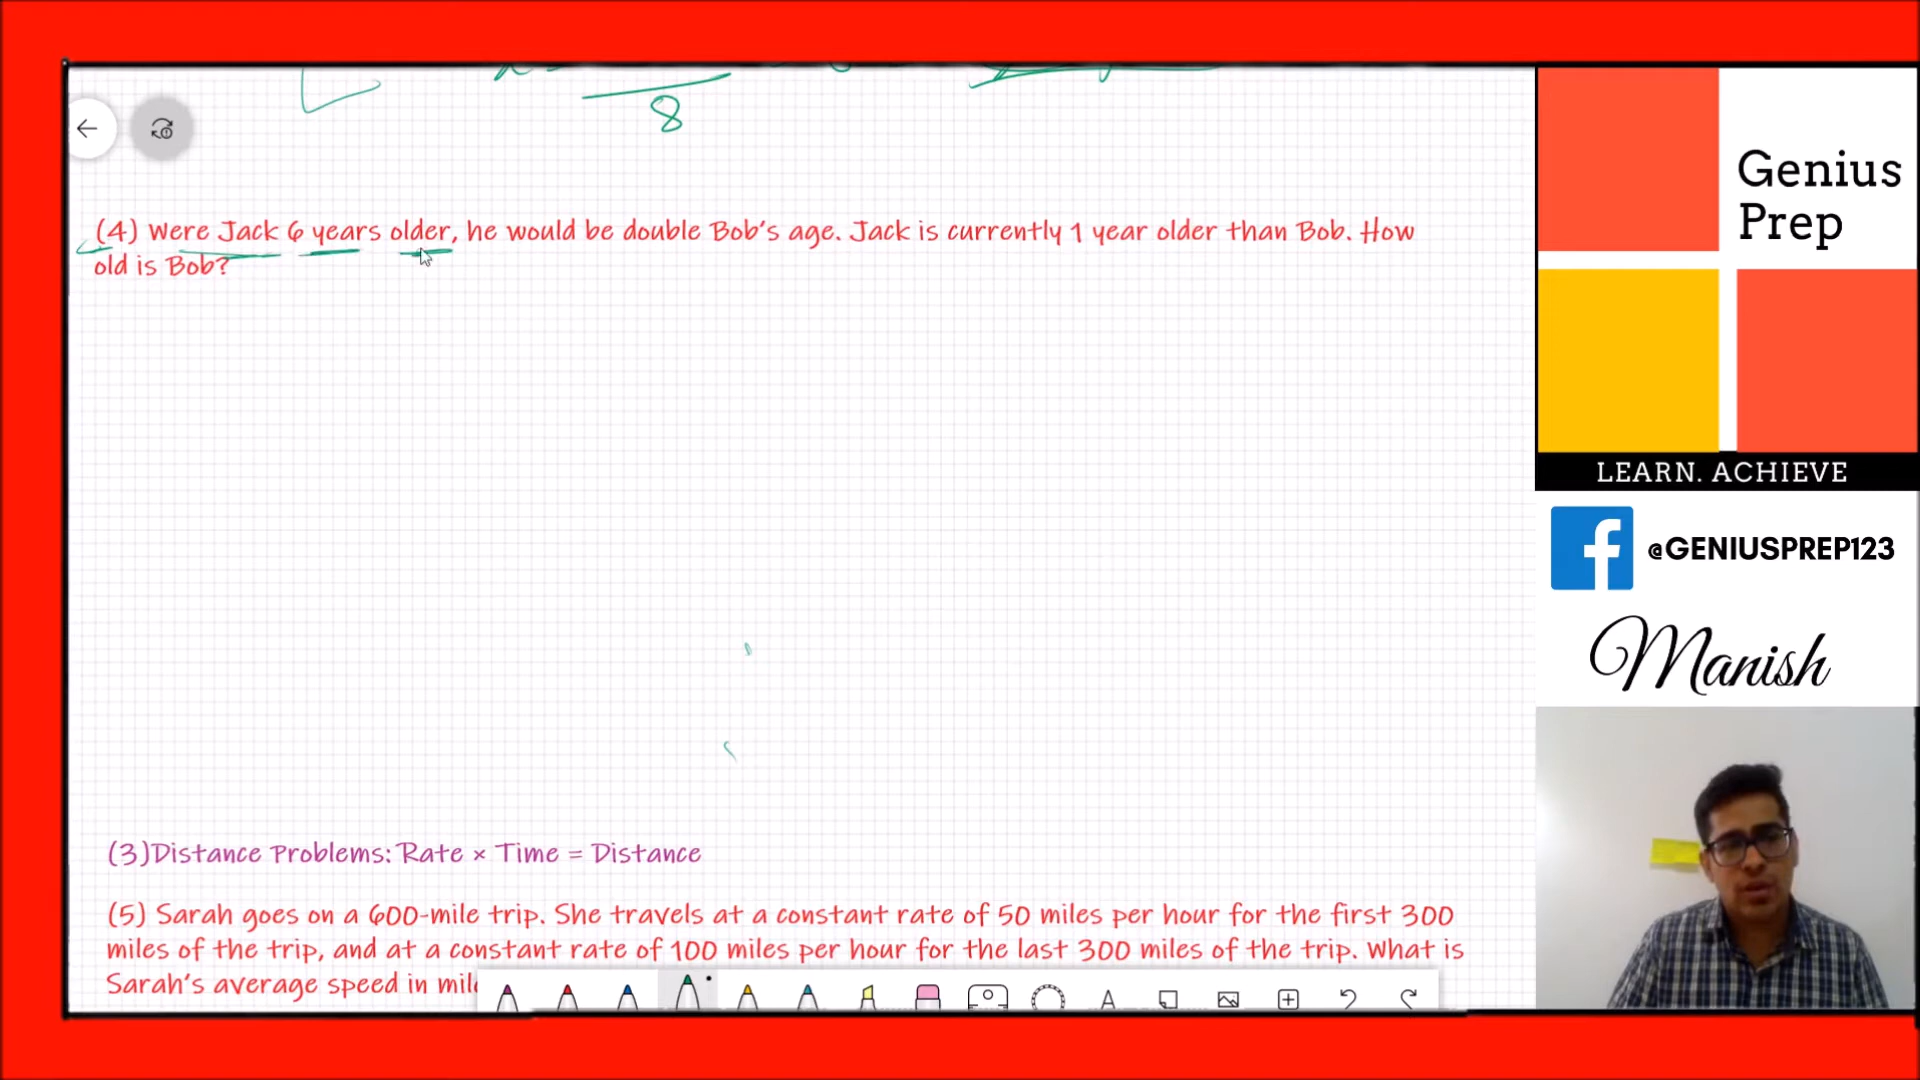 8
(4) Were Jack 6 years older, he would be double Bob's age. Jack is currently 1 year older than Bob. How
old is Bob?
(3)Distance Problems: Rate × Time = Distance
(5) Sarah goes on a 600-mile trip. She travels at a constant rate of 50 miles per hour for the first 300
miles of the trip, and at a constant rate of 100 miles per hour for the last 300 miles of the trip. What is
Sarah's average speed in
Genius
Prep
LEARN. ACHIEVE
@GENIUSPREP123
Manish